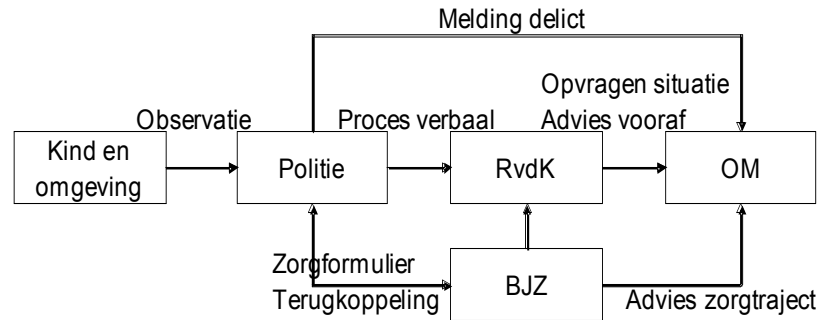 Melding delict
Opvragen situatie
Observatie
Proces verbaal
Advies vooraf
Kind en
omgeving
Politie
RvdK
OM
Zorgformulier
Terugkoppeling
BJZ
Advies zorgtraject